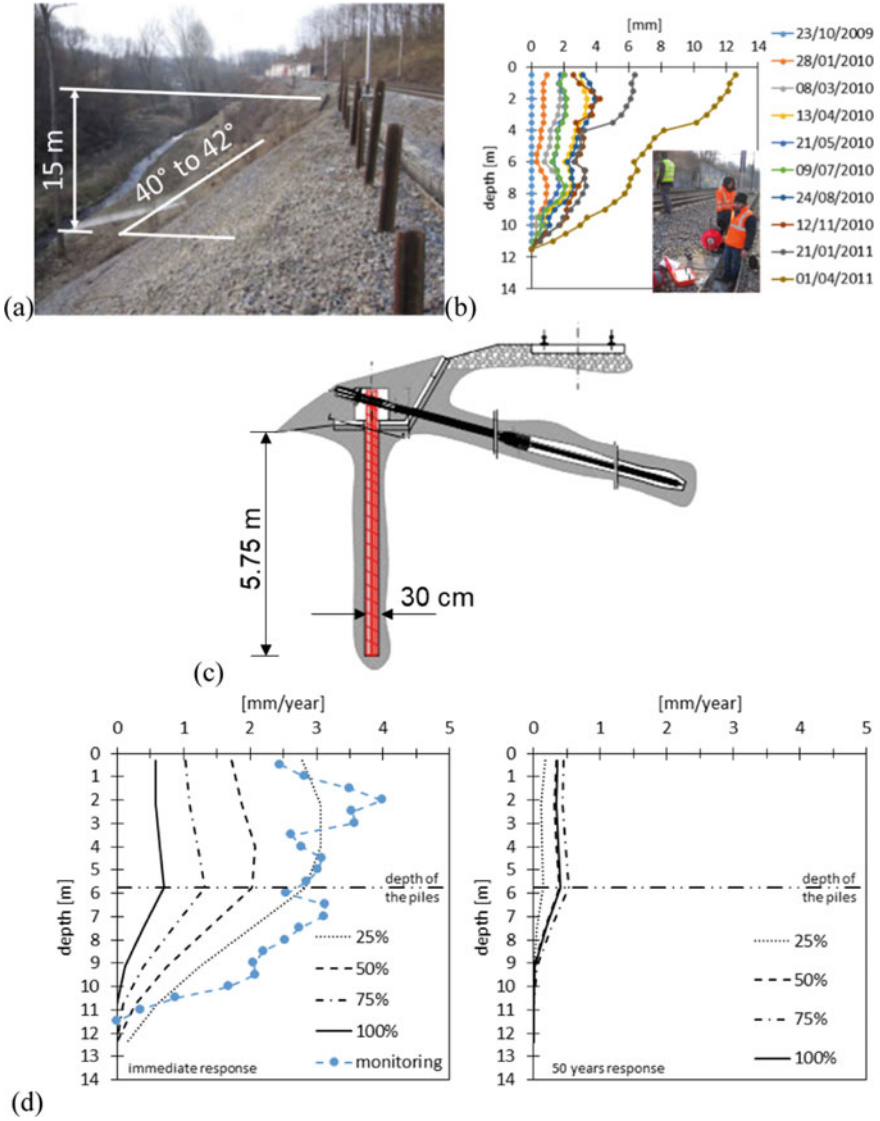 15 m
40° to 42°
(a)
[mm]
0 2 4 6 8 10 12 14
0
2
4
6
8
10
12
14
depth [m]
23/10/2009
28/01/2010
08/03/2010
13/04/2010
21/05/2010
09/07/2010
24/08/2010
12/11/2010
21/01/2011
01/04/2011
(b)
5.75 m
30 cm
(c)
[mm/year]
0 1 2 3 4 5
0
1
2
3
4
5
6
7
8
9
10
11
12
13
14
depth [m]
depth of
the piles
25%
50%
75%
100%
monitoring
immediate response
[mm/year]
0 1 2 3 4 5
0
1
2
3
4
5
6
7
8
9
10
11
12
13
14
depth [m]
depth of
the piles
25%
50%
75%
100%
50 years response
(d)